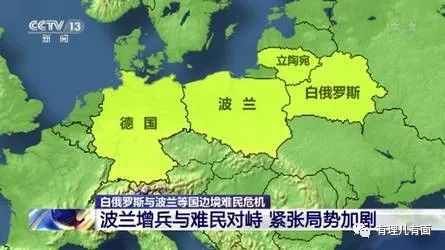 CCTV 13
新闻
立陶宛
白俄罗斯
波兰
德国
白俄罗斯与波兰等国边境难民危机
波兰增兵与难民对峙 紧张局势加剧
有理儿有面